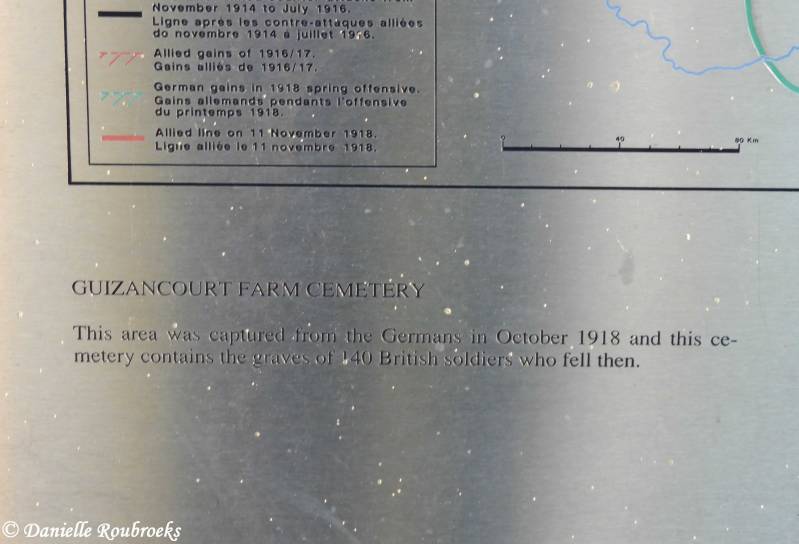 November 1914 to July 1916.
Ligne après les contre-attaques alliées
do novembre 1914 a juillet 1916.
Allied gains of 1916/17.
Gains alliés de 1916/17.
German gains in 1918 spring offensive.
Gains allemands pendants l'offensive
du printemps 1918.
Allied line on 11 November 1918.
Ligne alliée le 11 novembre 1918.
0 40 80 Km
GUIZANCOURT FARM CEMETERY
This area was captured from the Germans in October 1918 and this ce-
metery contains the graves of 140 British soldiers who fell then.
© Danielle Roubroeks